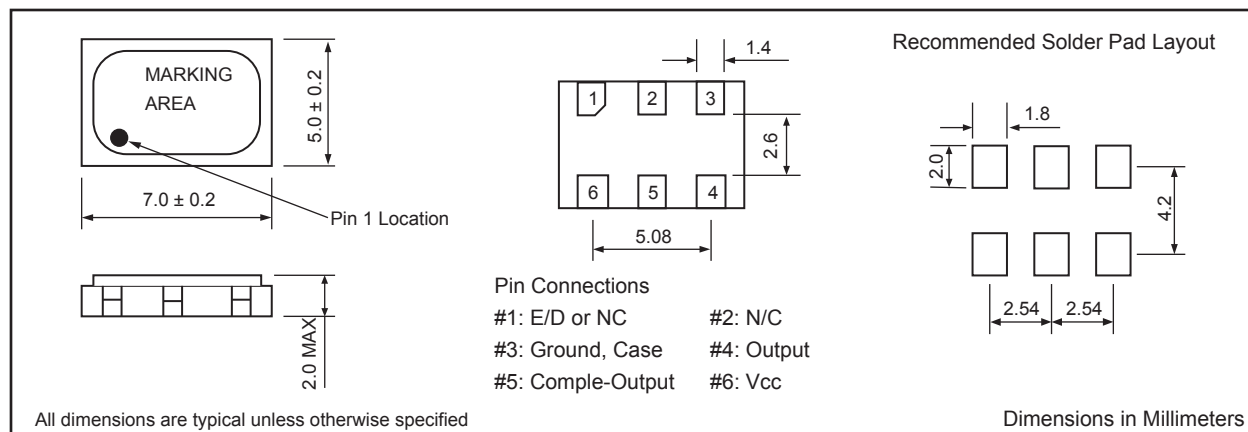 MARKING
AREA
5.0 ± 0.2
7.0 ± 0.2
Pin 1 Location
2.0 MAX
All dimensions are typical unless otherwise specified
1.4
1 2 3
2.6
6 5 4
5.08
Pin Connections
#1: E/D or NC #2: N/C
#3: Ground, Case #4: Output
#5: Comple-Output #6: Vcc
Recommended Solder Pad Layout
1.8
2.0
4.2
2.54 2.54
Dimensions in Millimeters